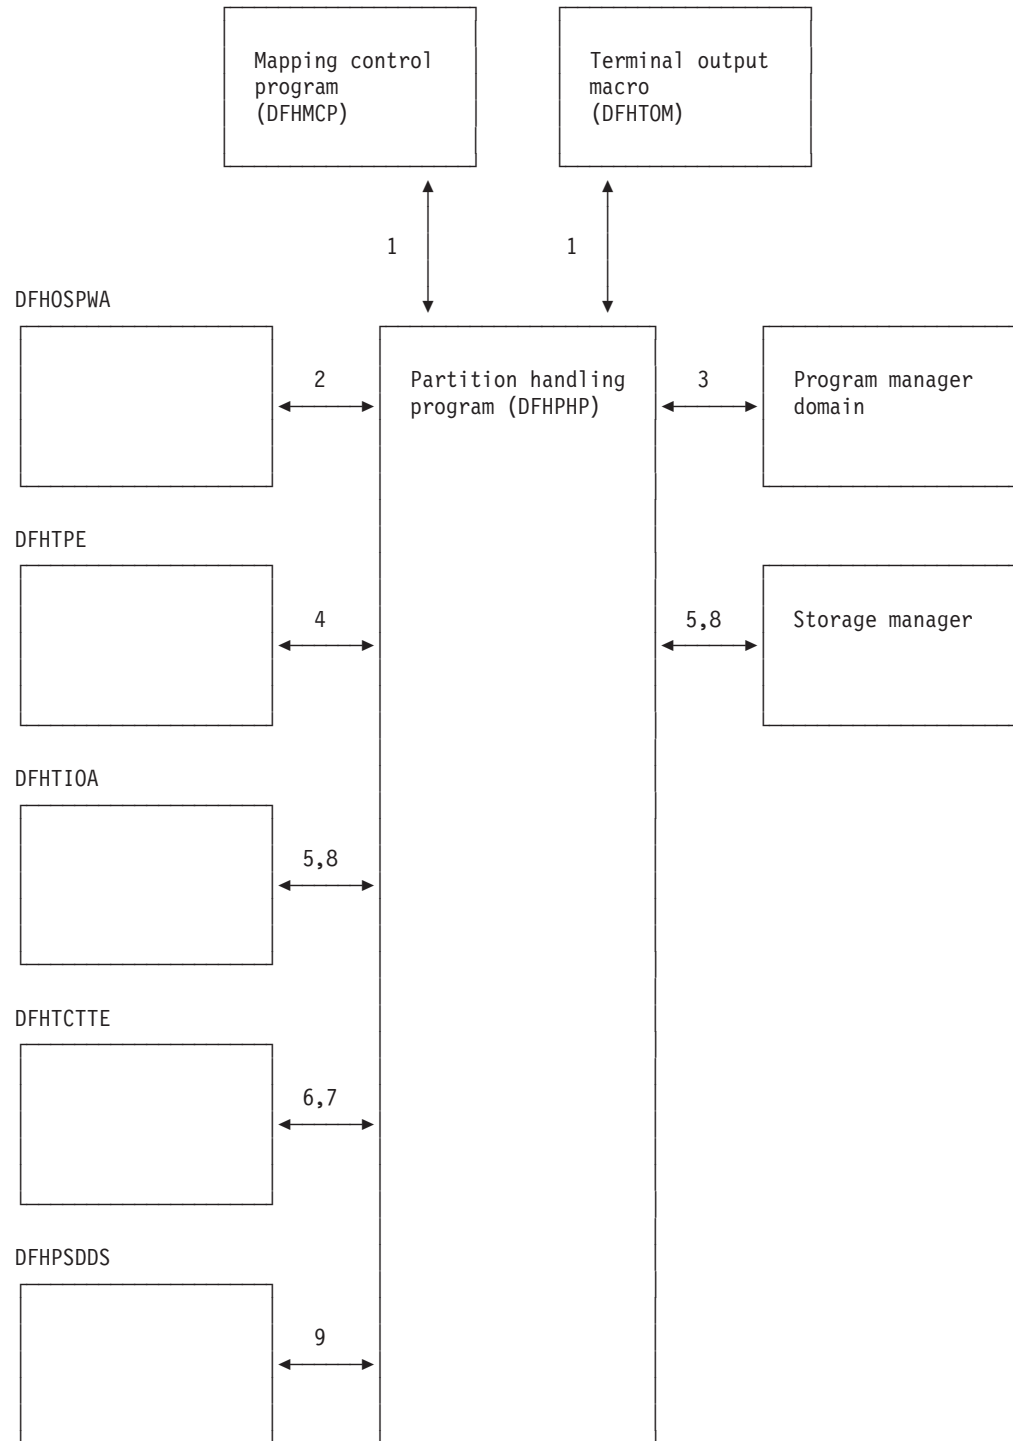 Mapping control
program
(DFHMCP)
Terminal output
macro
(DFHTOM)
1
1
DFHOSPWA
2
Partition handling
program (DFHPHP)
3
Program manager
domain
DFHTPE
4
5,8
Storage manager
DFHTIOA
5,8
DFHTCTTE
6,7
DFHPSDDS
9